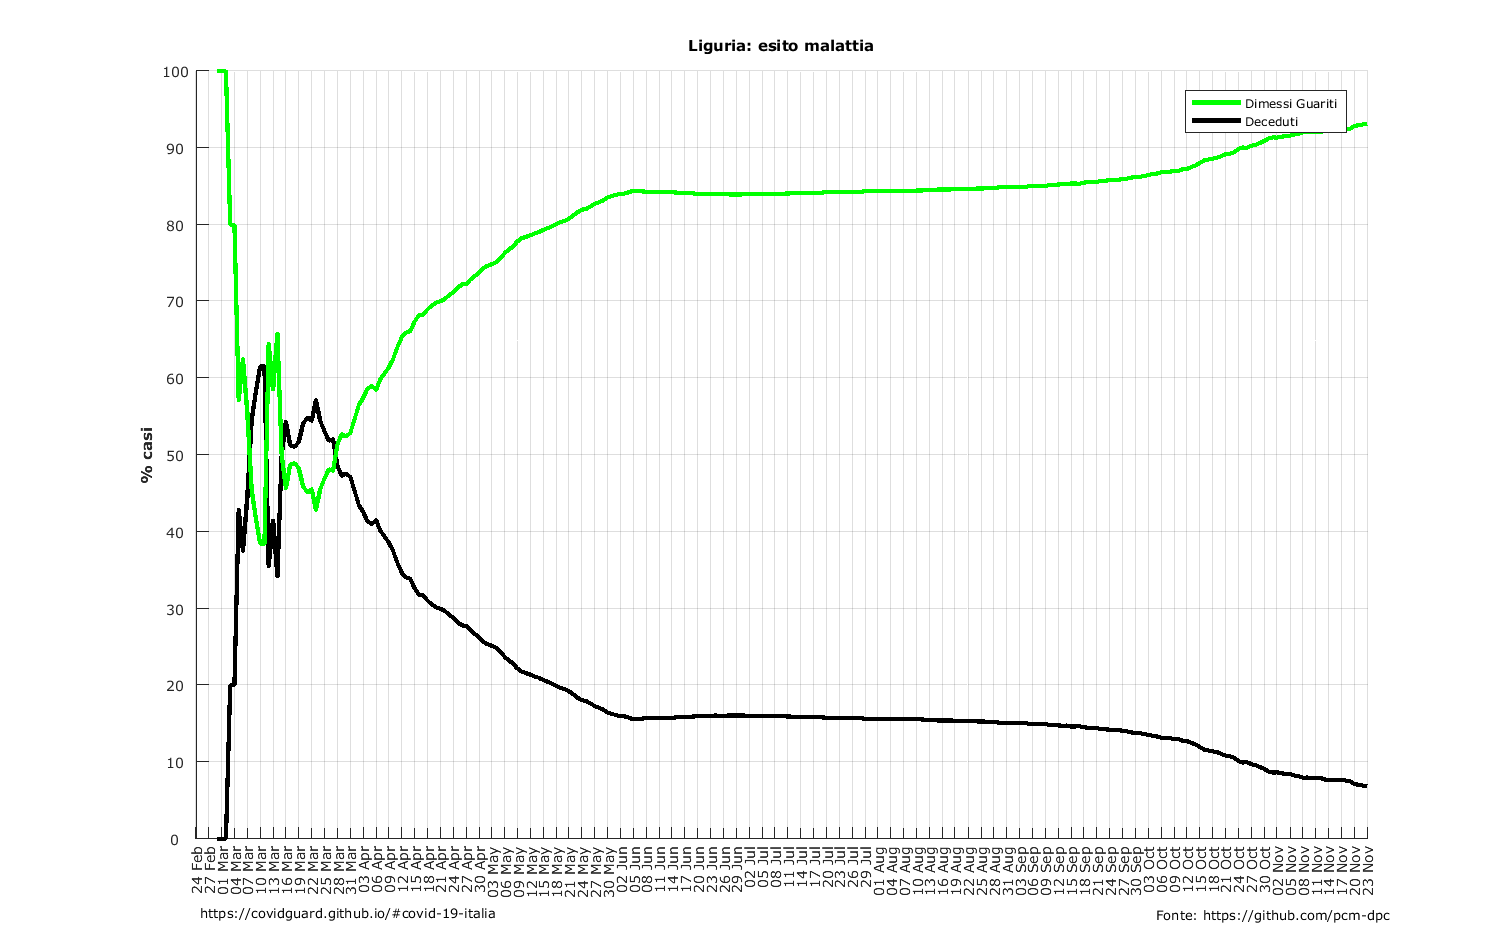 Liguria: esito malattia
100
90
80
70
60
50
40
30
20
10
0
% casi
Dimessi Guariti
Deceduti
24 Feb
27 Feb
01 Mar
04 Mar
07 Mar
10 Mar
13 Mar
16 Mar
19 Mar
22 Mar
25 Mar
28 Mar
31 Mar
03 Apr
06 Apr
09 Apr
12 Apr
15 Apr
18 Apr
21 Apr
24 Apr
27 Apr
30 Apr
03 May
06 May
09 May
12 May
15 May
18 May
21 May
24 May
27 May
30 May
02 Jun
05 Jun
08 Jun
11 Jun
14 Jun
17 Jun
20 Jun
23 Jun
26 Jun
29 Jun
02 Jul
05 Jul
08 Jul
11 Jul
14 Jul
17 Jul
20 Jul
23 Jul
26 Jul
29 Jul
01 Aug
04 Aug
07 Aug
10 Aug
13 Aug
16 Aug
19 Aug
22 Aug
25 Aug
28 Aug
31 Aug
03 Sep
06 Sep
09 Sep
12 Sep
15 Sep
18 Sep
21 Sep
24 Sep
27 Sep
30 Sep
03 Oct
06 Oct
09 Oct
12 Oct
15 Oct
18 Oct
21 Oct
24 Oct
27 Oct
30 Oct
02 Nov
05 Nov
08 Nov
11 Nov
14 Nov
17 Nov
20 Nov
23 Nov
https://covidguard.github.io/#covid-19-italia
Fonte: https://github.com/pcm-dpc